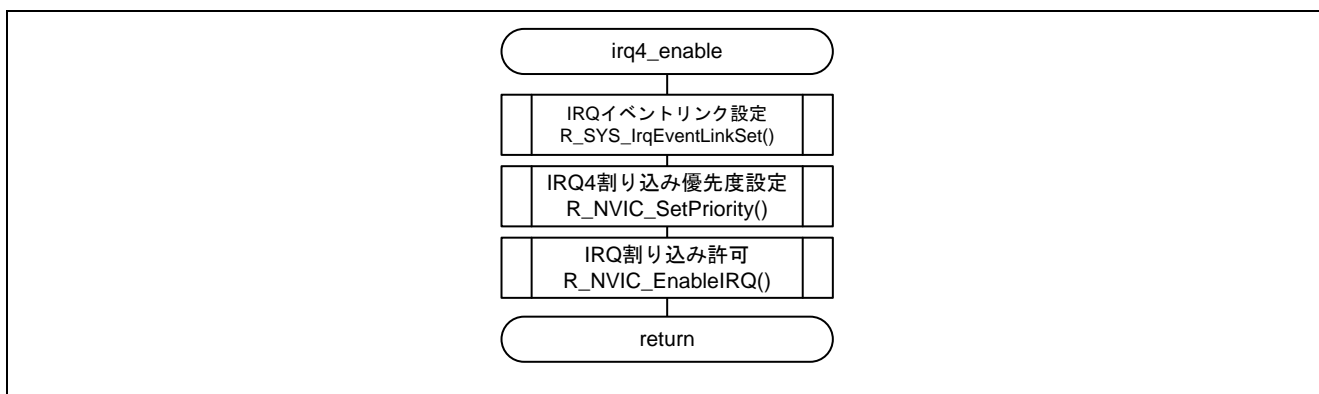 irq4_enable
IRQイベントリンク設定
R_SYS_IrqEventLinkSet()
IRQ4割り込み優先度設定
R_NVIC_SetPriority()
IRQ割り込み許可
R_NVIC_EnableIRQ()
return